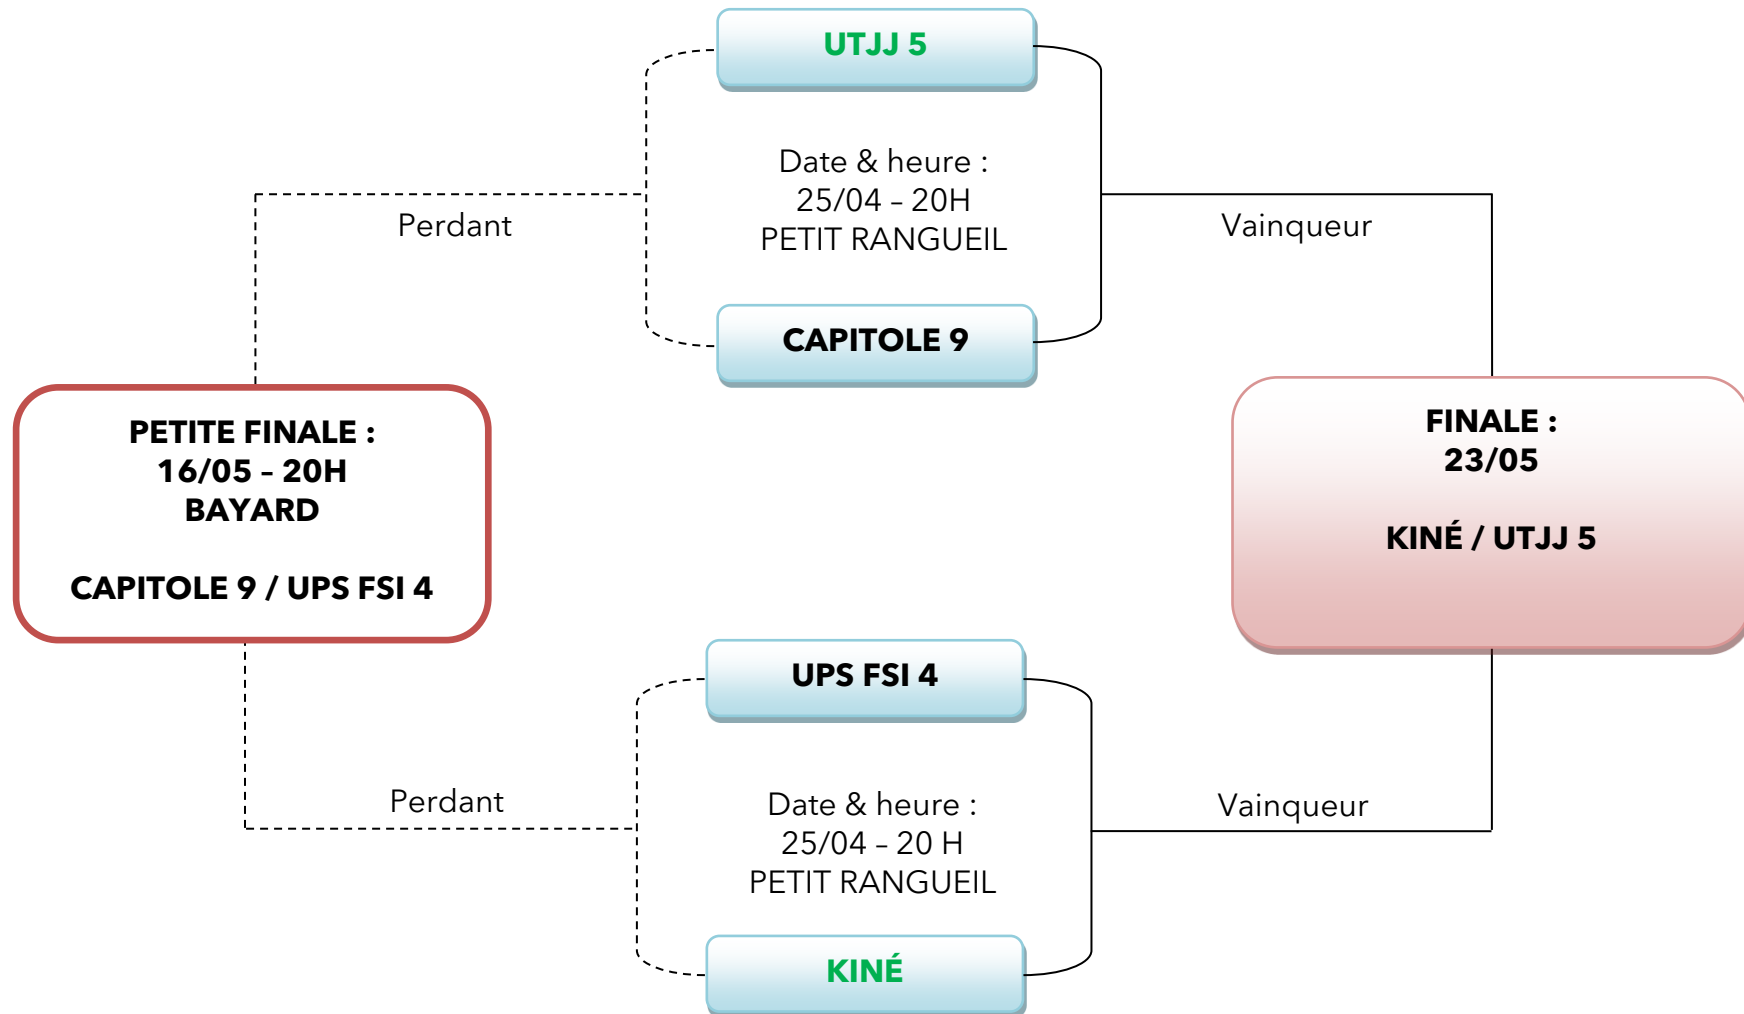 UTJJ 5
Date & heure :
25/04 – 20H
PETIT RANGUEIL
Perdant
Vainqueur
CAPITOLE 9
PETITE FINALE :
16/05 – 20H
BAYARD
CAPITOLE 9 / UPS FSI 4
FINALE :
23/05
KINÉ / UTJJ 5
UPS FSI 4
Perdant
Date & heure :
25/04 – 20 H
PETIT RANGUEIL
Vainqueur
KINÉ